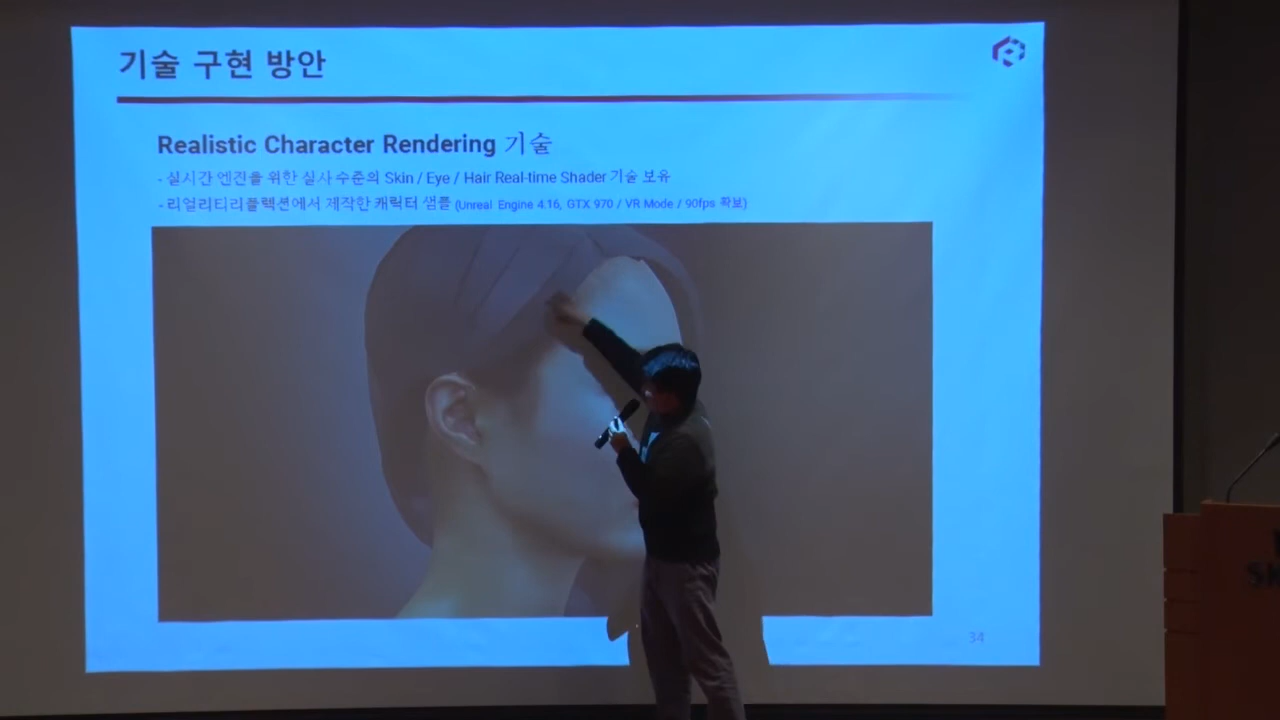 기술 구현 방안
Realistic Character Rendering 기술
- 실시간 엔진을 위한 실사 수준의 Skin / Eye / Hair Real-time Shader 기술 보유
- 리얼리티리플렉션에서 제작한 캐릭터 샘플 (Unreal Engine 4.16, GTX 970 / VR Mode / 90fps 확보)
34